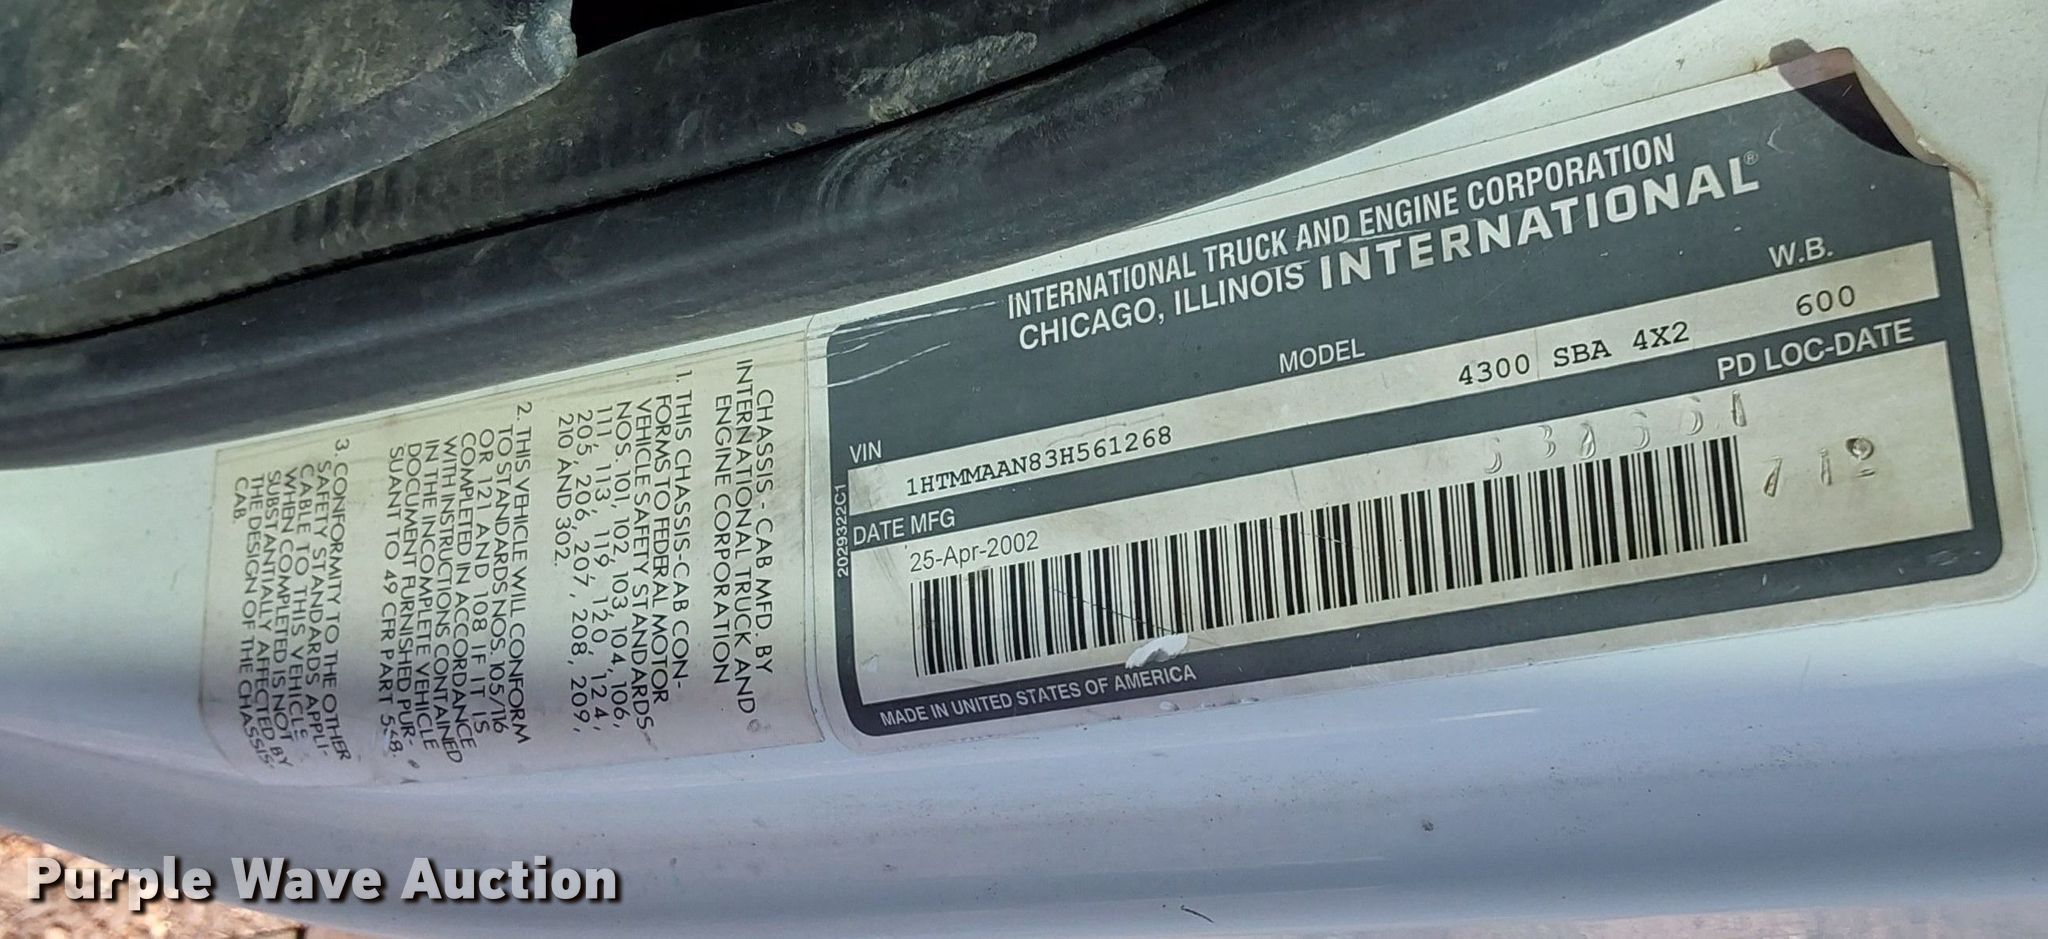 INTERNATIONAL TRUCK AND ENGINE CORPORATION
CHICAGO, ILLINOIS INTERNATIONAL®
VIN MODEL W.B.
1HTMMAAN83H561268 4300 SBA 4X2 600
DATE MFG PD LOC-DATE
25-Apr-2002
712
2029322C1
MADE IN UNITED STATES OF AMERICA
CHASSIS - CAB MFD. BY
INTERNATIONAL TRUCK AND
ENGINE CORPORATION
1. THIS CHASSIS-CAB CON-
FORMS TO FEDERAL MOTOR
VEHICLE SAFETY STANDARDS
NOS. 101, 102, 103, 104, 106,
111, 113, 119, 120, 124,
205, 206, 207, 208, 209,
210 AND 302.
2. THIS VEHICLE WILL CONFORM
TO STANDARDS NOS. 105/116
OR 121 AND 108 IF IT IS
COMPLETED IN ACCORDANCE
WITH INSTRUCTIONS CONTAINED
IN THE INCOMPLETE VEHICLE
DOCUMENT FURNISHED PUR-
SUANT TO 49 CFR PART 568.
3. CONFORMITY TO THE OTHER
SAFETY STANDARDS APPLI-
CABLE TO THIS VEHICLE
WHEN COMPLETED IS NOT
SUBSTANTIALLY AFFECTED BY
THE DESIGN OF THE CHASSIS-
CAB.
Purple Wave Auction